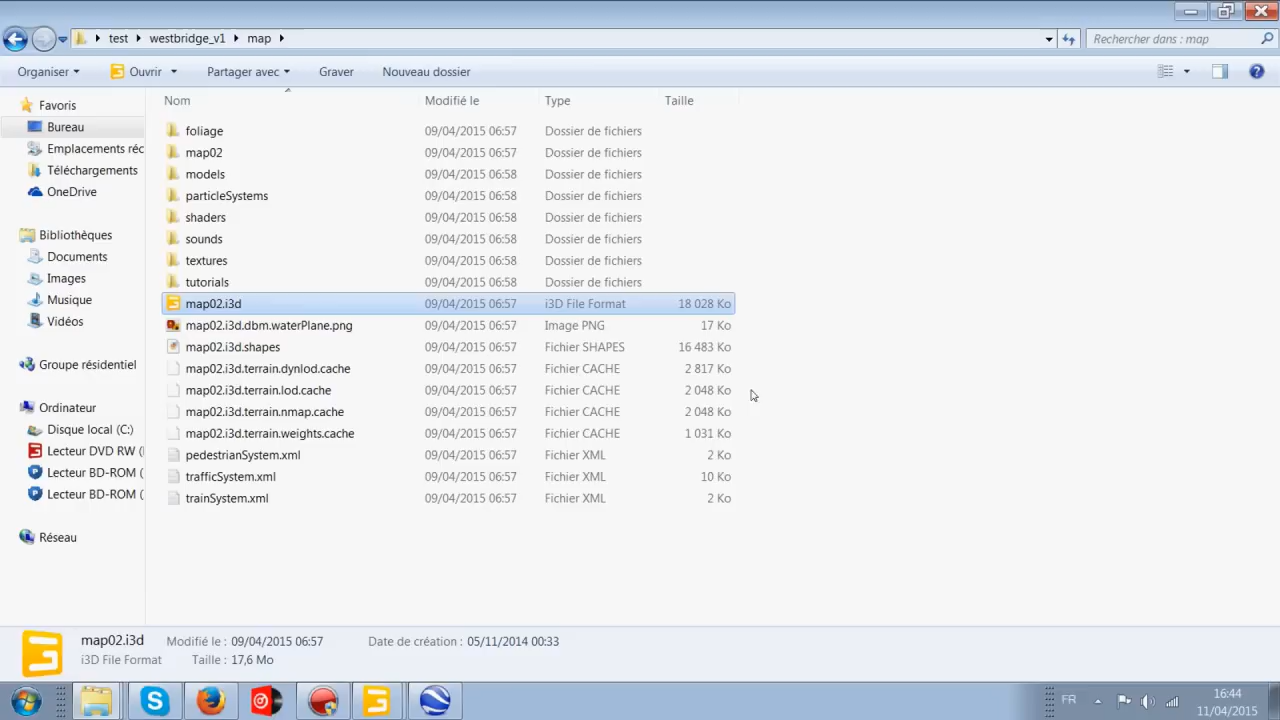 test westbridge_v1 map
Rechercher dans : map
Organiser Ouvrir Partager avec Graver Nouveau dossier
Nom Modifié le Type Taille
Favoris
Bureau
Emplacements réc
Téléchargements
OneDrive
Bibliothèques
Documents
Images
Musique
Vidéos
Groupe résidentiel
Ordinateur
Disque local (C:)
Lecteur DVD RW (
Lecteur BD-ROM (
Lecteur BD-ROM (
Réseau
foliage 09/04/2015 06:57 Dossier de fichiers
map02 09/04/2015 06:57 Dossier de fichiers
models 09/04/2015 06:57 Dossier de fichiers
particleSystems 09/04/2015 06:58 Dossier de fichiers
shaders 09/04/2015 06:58 Dossier de fichiers
sounds 09/04/2015 06:58 Dossier de fichiers
textures 09/04/2015 06:58 Dossier de fichiers
tutorials 09/04/2015 06:58 Dossier de fichiers
map02.i3d 09/04/2015 06:57 i3D File Format 18 028 Ko
map02.i3d.dbm.waterPlane.png 09/04/2015 06:57 Image PNG 17 Ko
map02.i3d.shapes 09/04/2015 06:57 Fichier SHAPES 16 483 Ko
map02.i3d.terrain.dynlod.cache 09/04/2015 06:57 Fichier CACHE 2 817 Ko
map02.i3d.terrain.lod.cache 09/04/2015 06:57 Fichier CACHE 2 048 Ko
map02.i3d.terrain.nmap.cache 09/04/2015 06:57 Fichier CACHE 2 048 Ko
map02.i3d.terrain.weights.cache 09/04/2015 06:57 Fichier CACHE 1 031 Ko
pedestrianSystem.xml 09/04/2015 06:57 Fichier XML 2 Ko
trafficSystem.xml 09/04/2015 06:57 Fichier XML 10 Ko
trainSystem.xml 09/04/2015 06:57 Fichier XML 2 Ko
map02.i3d Modifié le : 09/04/2015 06:57 Date de création : 05/11/2014 00:33
i3D File Format Taille : 17,6 Mo
FR
16:44
11/04/2015